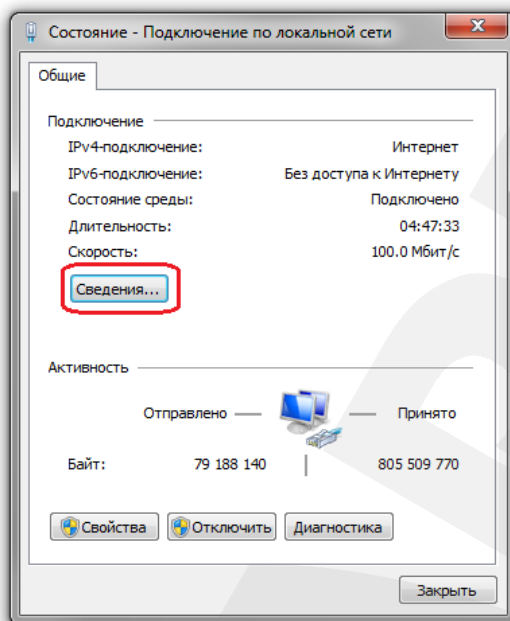 Состояние - Подключение по локальной сети
Общие
Подключение
IPv4-подключение: Интернет
IPv6-подключение: Без доступа к Интернету
Состояние среды: Подключено
Длительность: 04:47:33
Скорость: 100.0 Мбит/с
Сведения...
Активность
Отправлено Принято
Байт: 79 188 140 805 509 770
Свойства Отключить Диагностика
Закрыть